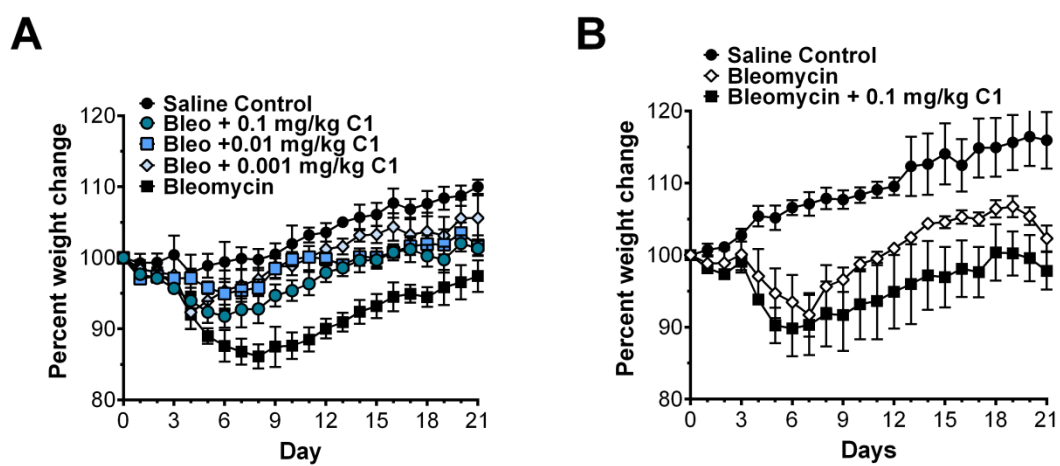 A
Saline Control
Bleo + 0.1 mg/kg C1
Bleo +0.01 mg/kg C1
Bleo + 0.001 mg/kg C1
Bleomycin
Percent weight change
120
110
100
90
80
0 3 6 9 12 15 18 21
Day
B
Saline Control
Bleomycin
Bleomycin + 0.1 mg/kg C1
Percent weight change
120
110
100
90
80
0 3 6 9 12 15 18 21
Days